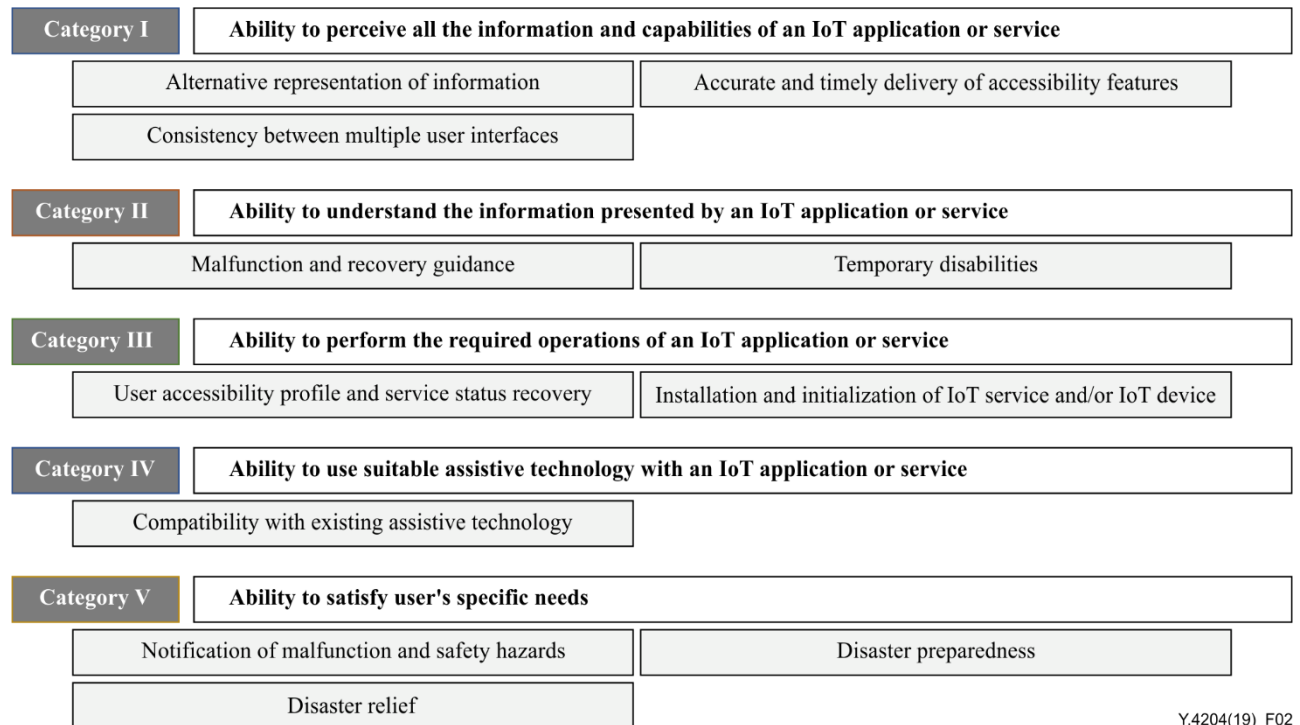 Category I
Ability to perceive all the information and capabilities of an IoT application or service
Alternative representation of information
Accurate and timely delivery of accessibility features
Consistency between multiple user interfaces
Category II
Ability to understand the information presented by an IoT application or service
Malfunction and recovery guidance
Temporary disabilities
Category III
Ability to perform the required operations of an IoT application or service
User accessibility profile and service status recovery
Installation and initialization of IoT service and/or IoT device
Category IV
Ability to use suitable assistive technology with an IoT application or service
Compatibility with existing assistive technology
Category V
Ability to satisfy user's specific needs
Notification of malfunction and safety hazards
Disaster preparedness
Disaster relief
Y.4204(19)_F02